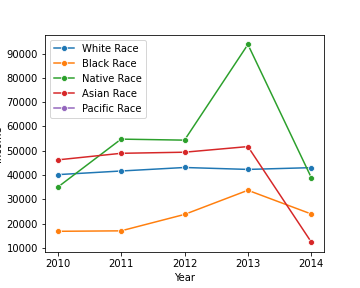 White Race
Black Race
Native Race
Asian Race
Pacific Race
90000
80000
70000
60000
50000
40000
30000
20000
10000
2010 2011 2012 2013 2014
Year